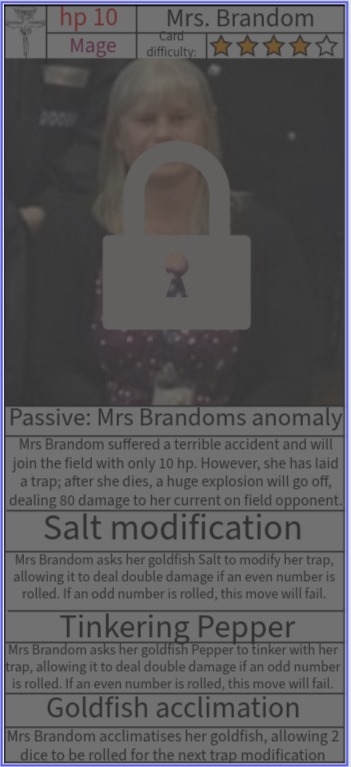 hp 10
Mrs. Brandom
Mage
Card
difficulty:
Passive: Mrs Brandoms anomaly
Mrs Brandom suffered a terrible accident and will
join the field with only 10 hp. However, she has laid
a trap; after she dies, a huge explosion will go off,
dealing 80 damage to her current on field opponent.
Salt modification
Mrs Brandom asks her goldfish Salt to modify her trap,
allowing it to deal double damage if an even number is
rolled. If an odd number is rolled, this move will fail.
Tinkering Pepper
Mrs Brandom asks her goldfish Pepper to tinker with her
trap, allowing it to deal double damage if an odd number
is rolled. If an even number is rolled, this move will fail.
Goldfish acclimation
Mrs Brandom acclimatises her goldfish, allowing 2
dice to be rolled for the next trap modification